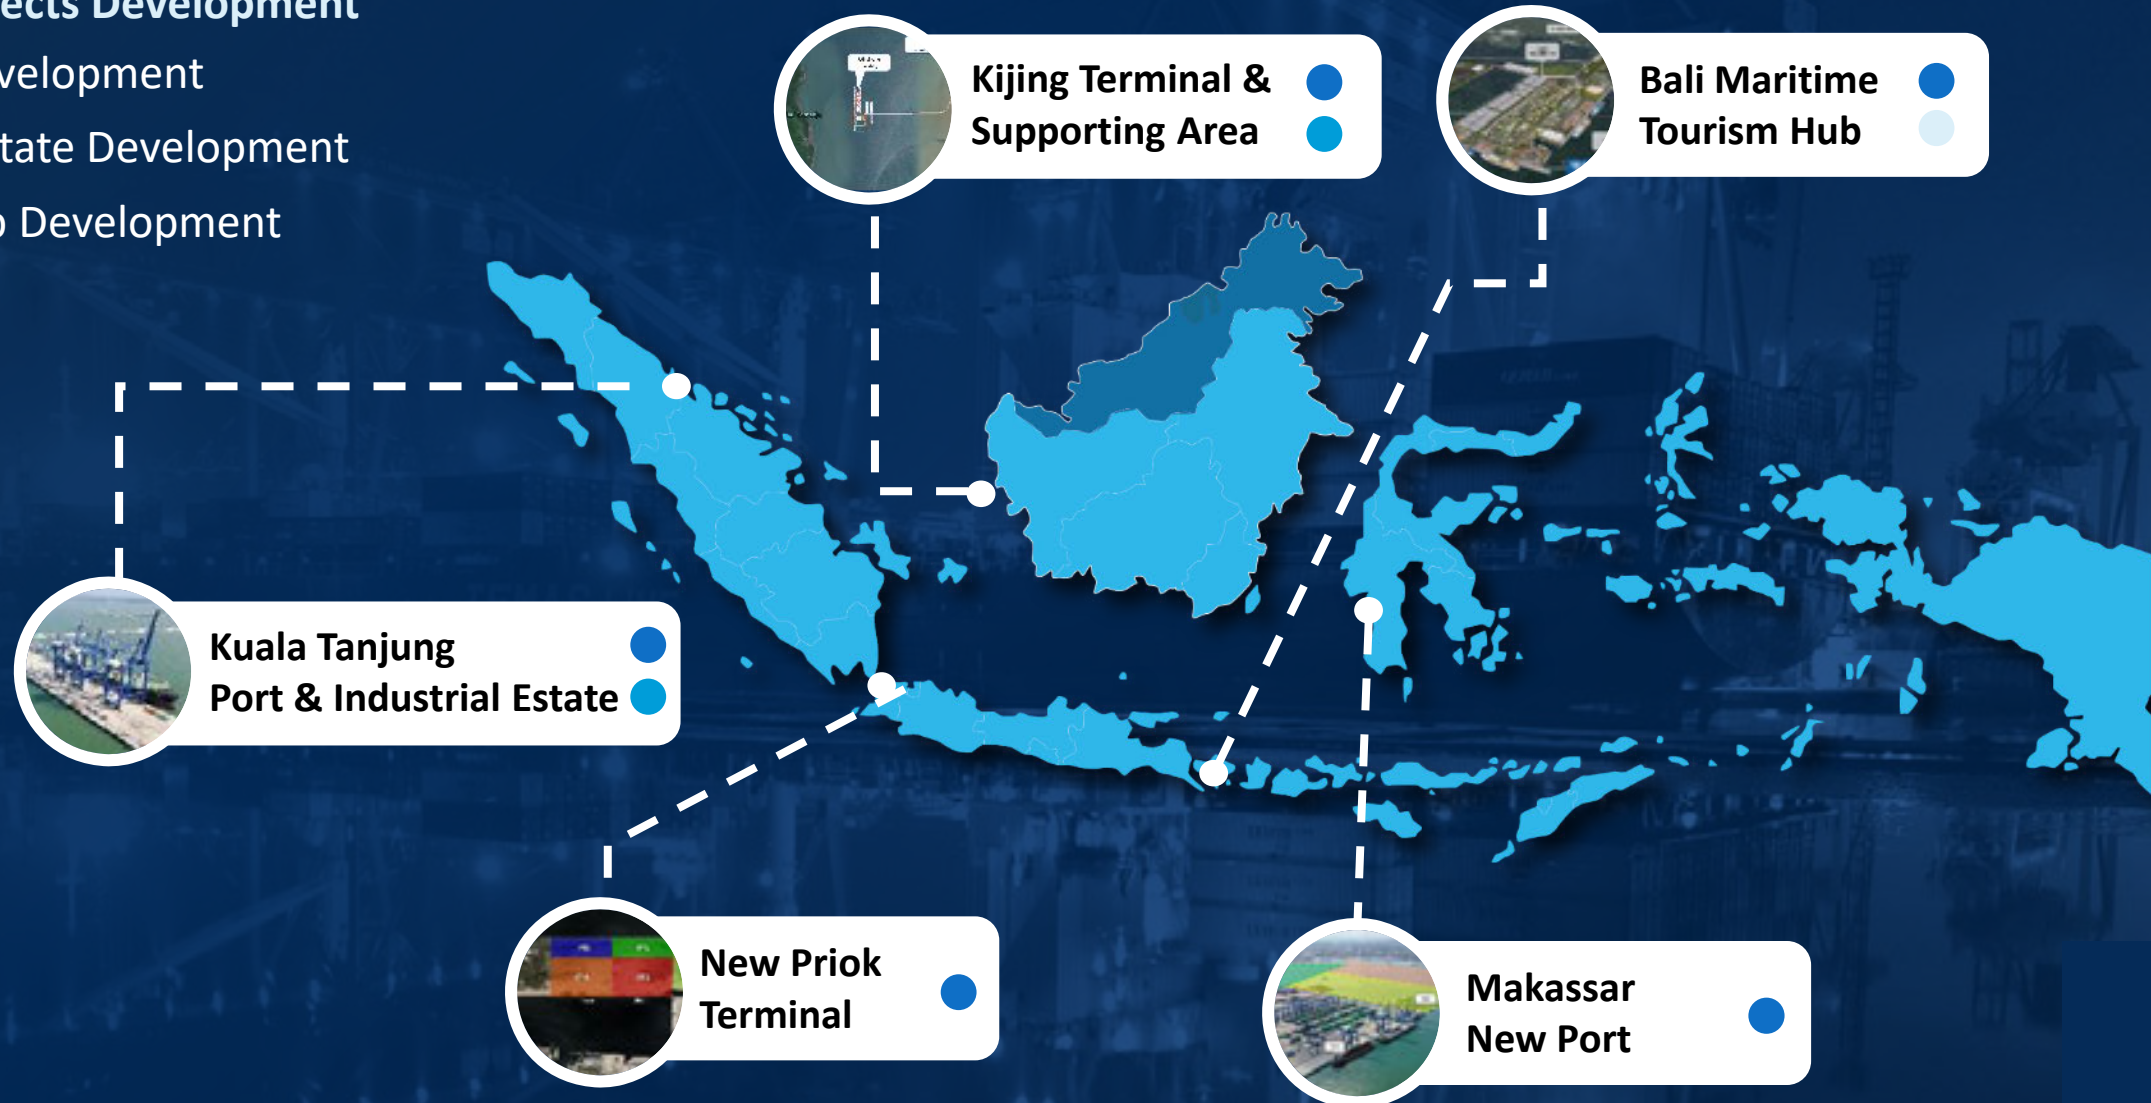 ects Development
velopment
tate Development
o Development
Kijing Terminal &
Supporting Area
Bali Maritime
Tourism Hub
Kuala Tanjung
Port & Industrial Estate
New Priok
Terminal
Makassar
New Port